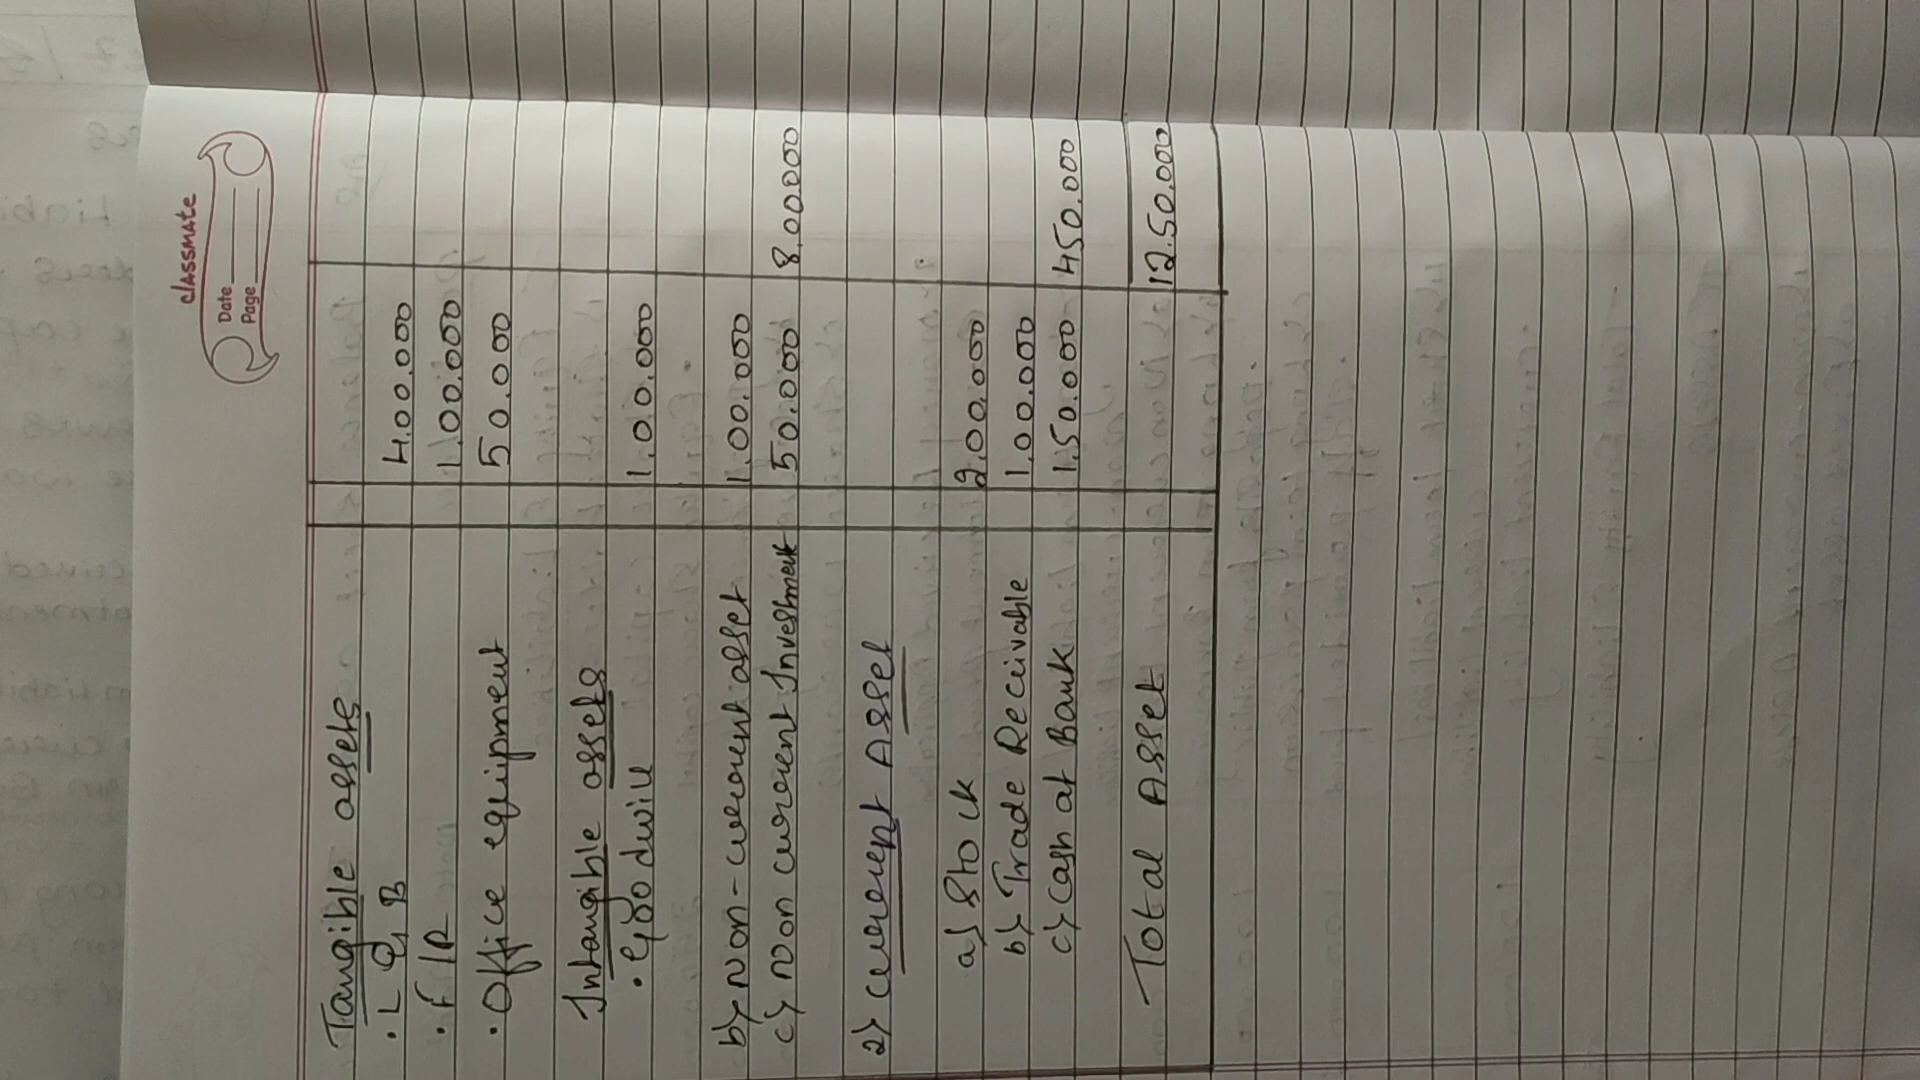 classmate
Date
Page
Tangible assets
• L & B 4,00,000
• F/R 1,00,000
• Office equipment 50,000
Intangible assets
• Goodwill 1,00,000
b) Non-current asset 1,00,000
c) non current Investment 50,000 8,00,000
2) current Asset
a) Stock 2,00,000
b) Trade Recivable 1,00,000
c) Cash at Bank 1,50,000 450,000
Total Asset 12,50,000